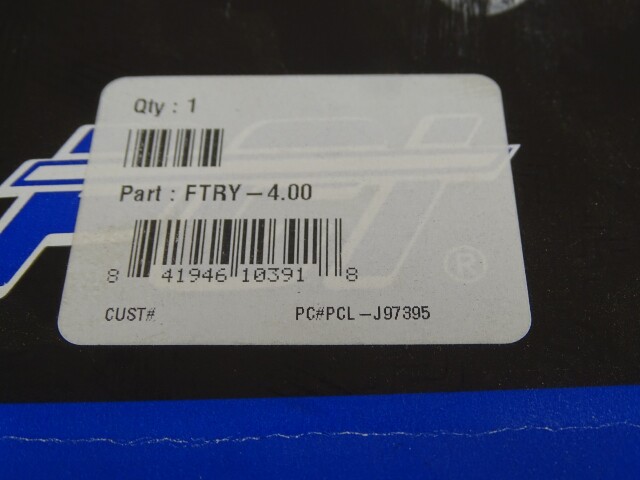 Qty : 1
Part : FTRY-4.00
8 41946 10391 8
CUST# PC#PCL-J97395
®